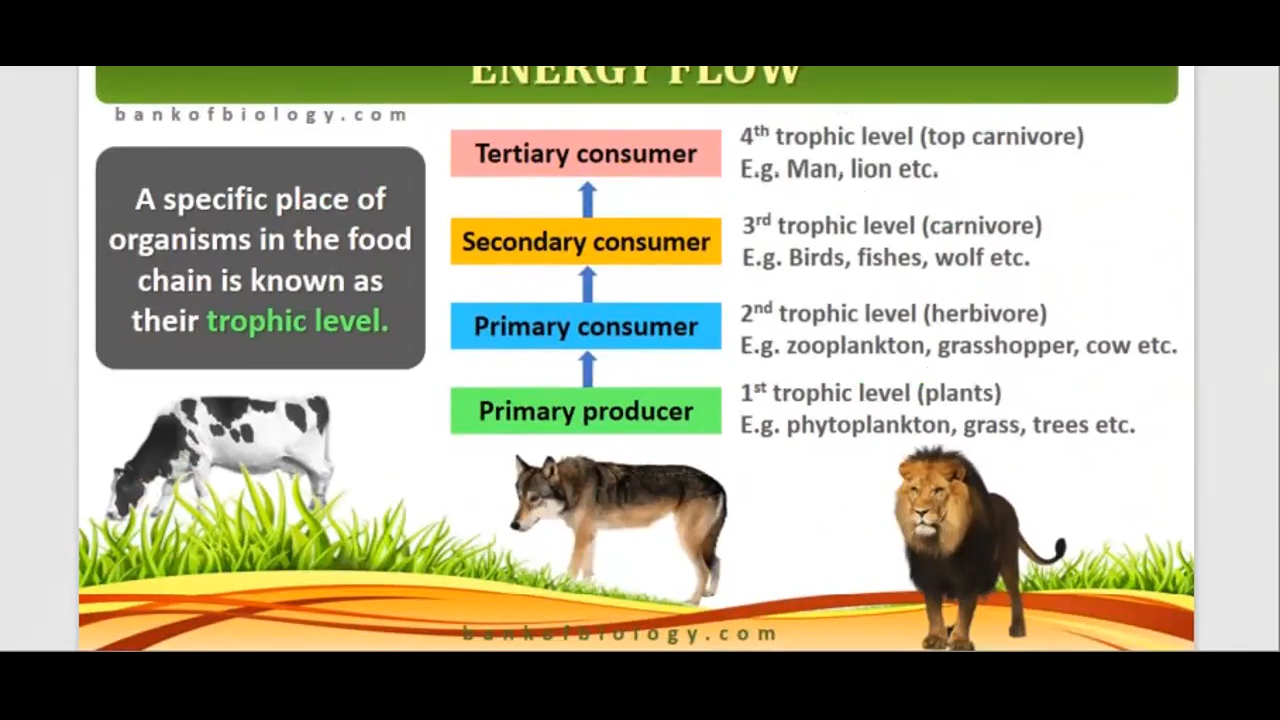 ENERGY FLOW
bankofbiology.com
A specific place of
organisms in the food
chain is known as
their trophic level.
Tertiary consumer
4th trophic level (top carnivore)
E.g. Man, lion etc.
Secondary consumer
3rd trophic level (carnivore)
E.g. Birds, fishes, wolf etc.
Primary consumer
2nd trophic level (herbivore)
E.g. zooplankton, grasshopper, cow etc.
Primary producer
1st trophic level (plants)
E.g. phytoplankton, grass, trees etc.
bankofbiology.com